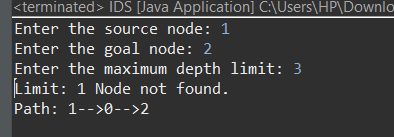 <terminated> IDS [Java Application] C:\Users\HP\Downlo
Enter the source node: 1
Enter the goal node: 2
Enter the maximum depth limit: 3
Limit: 1 Node not found.
Path: 1-->0-->2